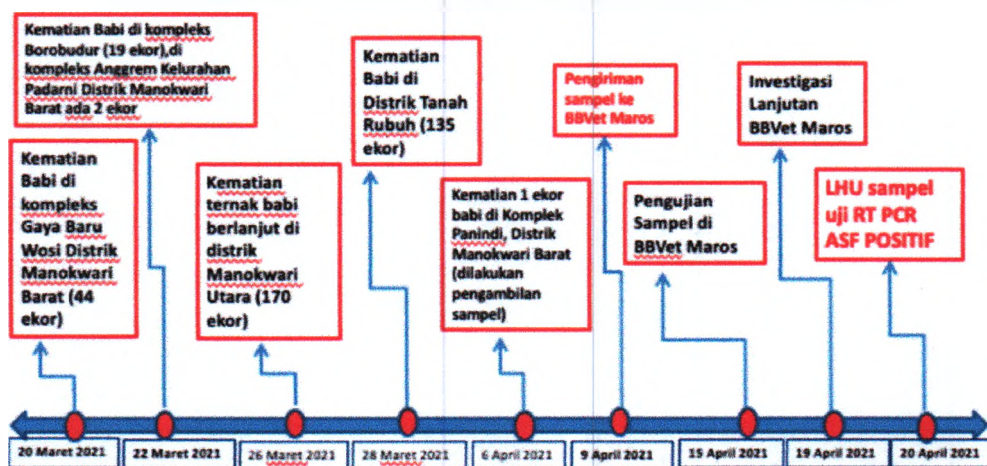 Kematian Babi di kompleks
Borobudur (19 ekor),di
kompleks Anggrem Kelurahan
Padarni Distrik Manokwari
Barat ada 2 ekor
Kematian
Babi di
kompleks
Gaya Baru
Wosi Distrik
Manokwari
Barat (44
ekor)
Kematian
ternak babi
berlanjut di
distrik
Manokwari
Utara (170
ekor)
Kematian
Babi di
Distrik Tanah
Rubuh (135
ekor)
Kematian 1 ekor
babi di Komplek
Panindi, Distrik
Manokwari Barat
(dilakukan
pengambilan
sampel)
Pengiriman
sampel ke
BBVet Maros
Pengujian
Sampel di
BBVet Maros
Investigasi
Lanjutan
BBVet Maros
LHU sampel
uji RT PCR
ASF POSITIF
20 Maret 2021
22 Maret 2021
26 Maret 2021
28 Maret 2021
6 April 2021
9 April 2021
15 April 2021
19 April 2021
20 April 2021